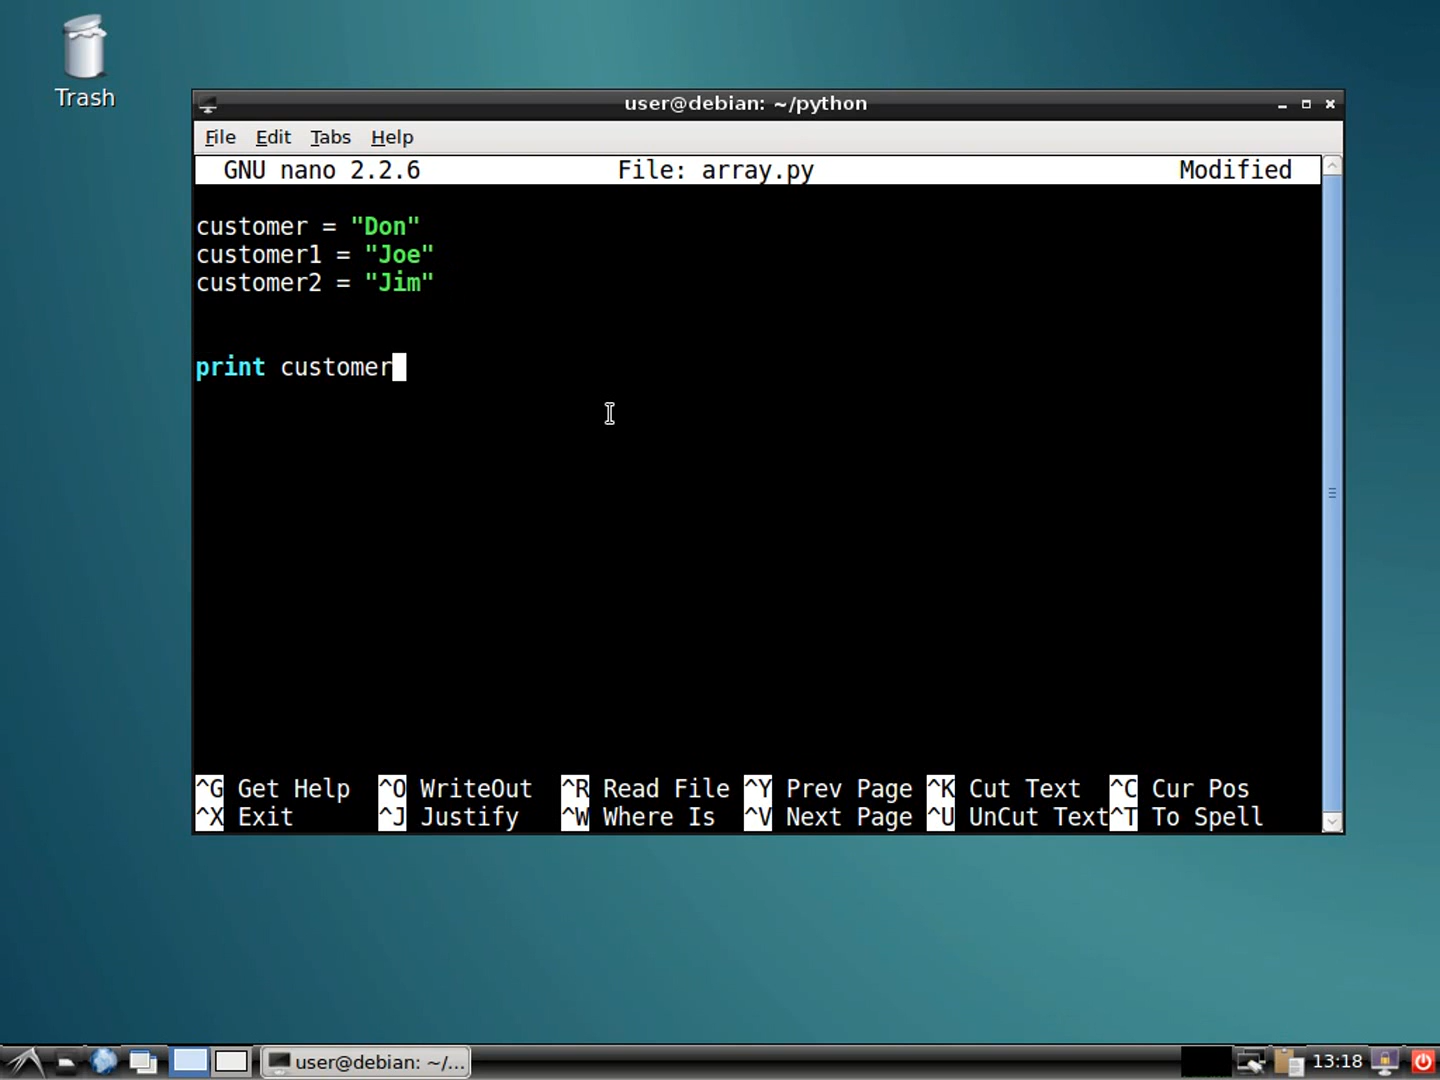 Trash
user@debian: ~/python
File Edit Tabs Help
GNU nano 2.2.6 File: array.py Modified
customer = "Don"
customer1 = "Joe"
customer2 = "Jim"
print customer
^G Get Help ^O WriteOut ^R Read File ^Y Prev Page ^K Cut Text ^C Cur Pos
^X Exit ^J Justify ^W Where Is ^V Next Page ^U UnCut Text^T To Spell
user@debian: ~/... 13:18